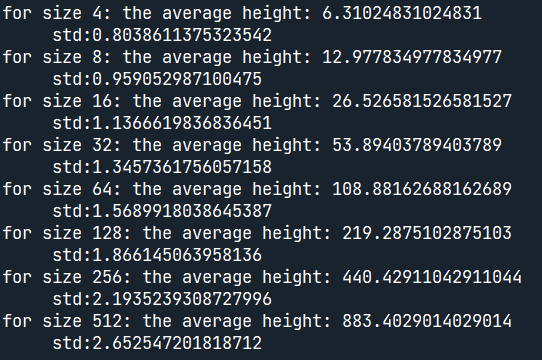 for size 4: the average height: 6.31024831024831
std:0.8038611375323542
for size 8: the average height: 12.977834977834977
std:0.959052987100475
for size 16: the average height: 26.526581526581527
std:1.1366619836836451
for size 32: the average height: 53.89403789403789
std:1.3457361756057158
for size 64: the average height: 108.88162688162689
std:1.5689918038645387
for size 128: the average height: 219.2875102875103
std:1.866145063958136
for size 256: the average height: 440.42911042911044
std:2.1935239308727996
for size 512: the average height: 883.4029014029014
std:2.652547201818712